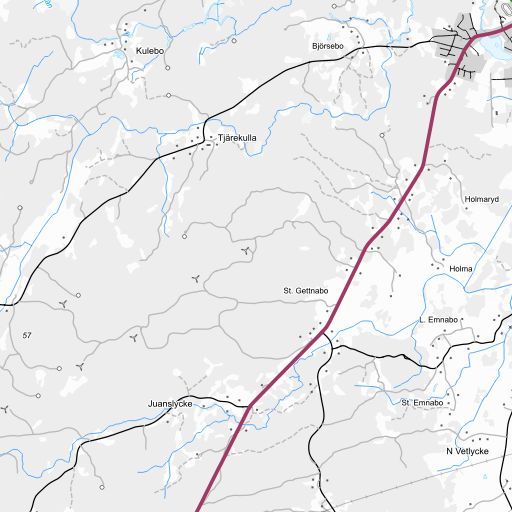 Björsebo
Kulebo
Tjärekulla
Holmaryd
Holma
St. Gettnabo
L. Emnabo
57
St. Emnabo
Juanslycke
N Vetlycke